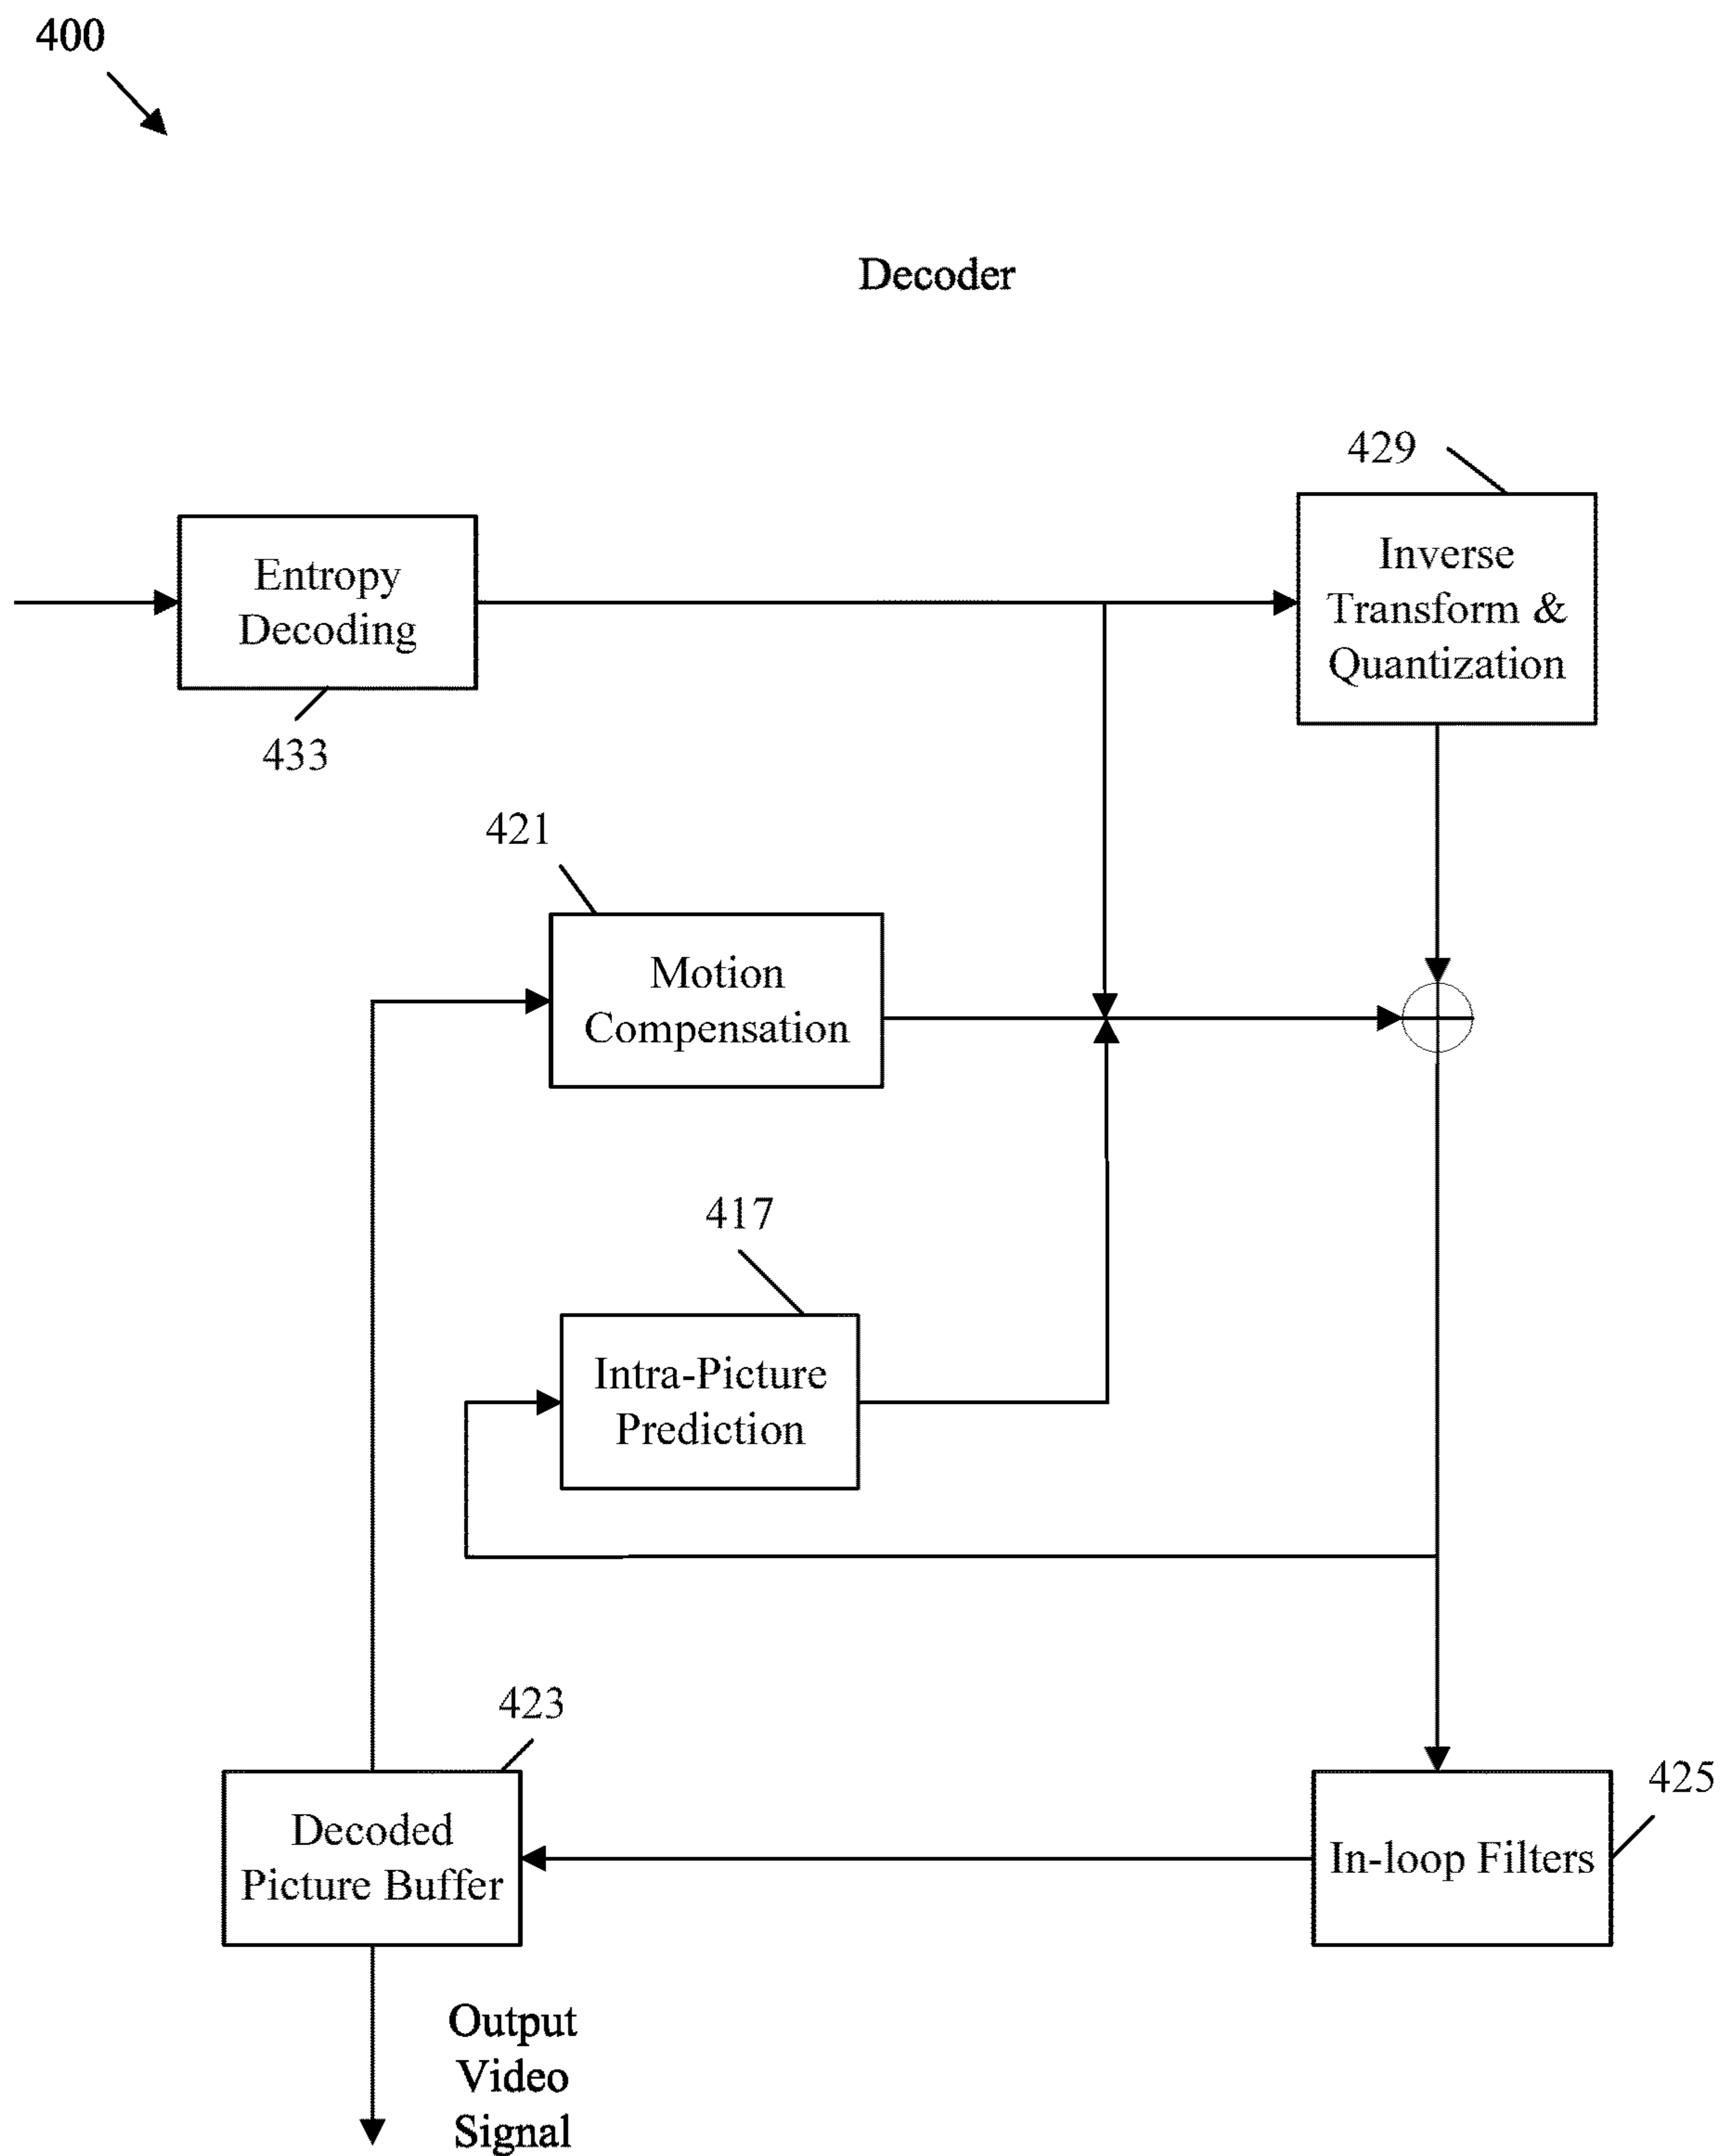 400
Decoder
429
Entropy
Decoding
Inverse
Transform &
Quantization
433
421
Motion
Compensation
417
Intra-Picture
Prediction
423
425
Decoded
Picture Buffer
In-loop Filters
Output
Video
Signal